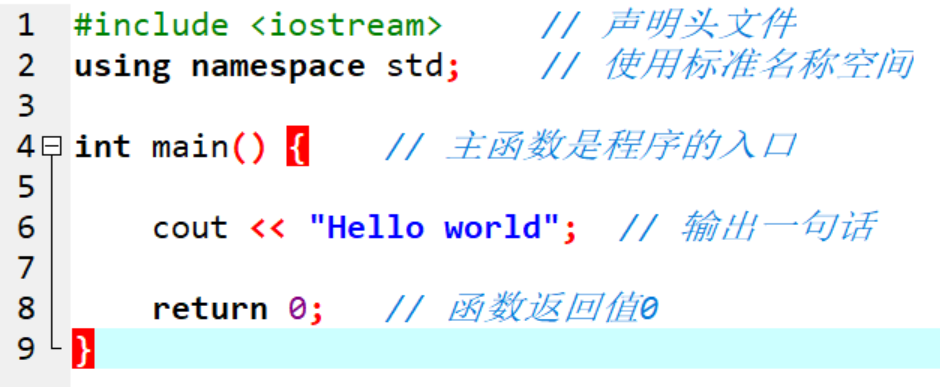 1 #include <iostream> // 声明头文件
2 using namespace std; // 使用标准名称空间
3
4 int main() { // 主函数是程序的入口
5
6 cout << "Hello world"; // 输出一句话
7
8 return 0; // 函数返回值0
9 }